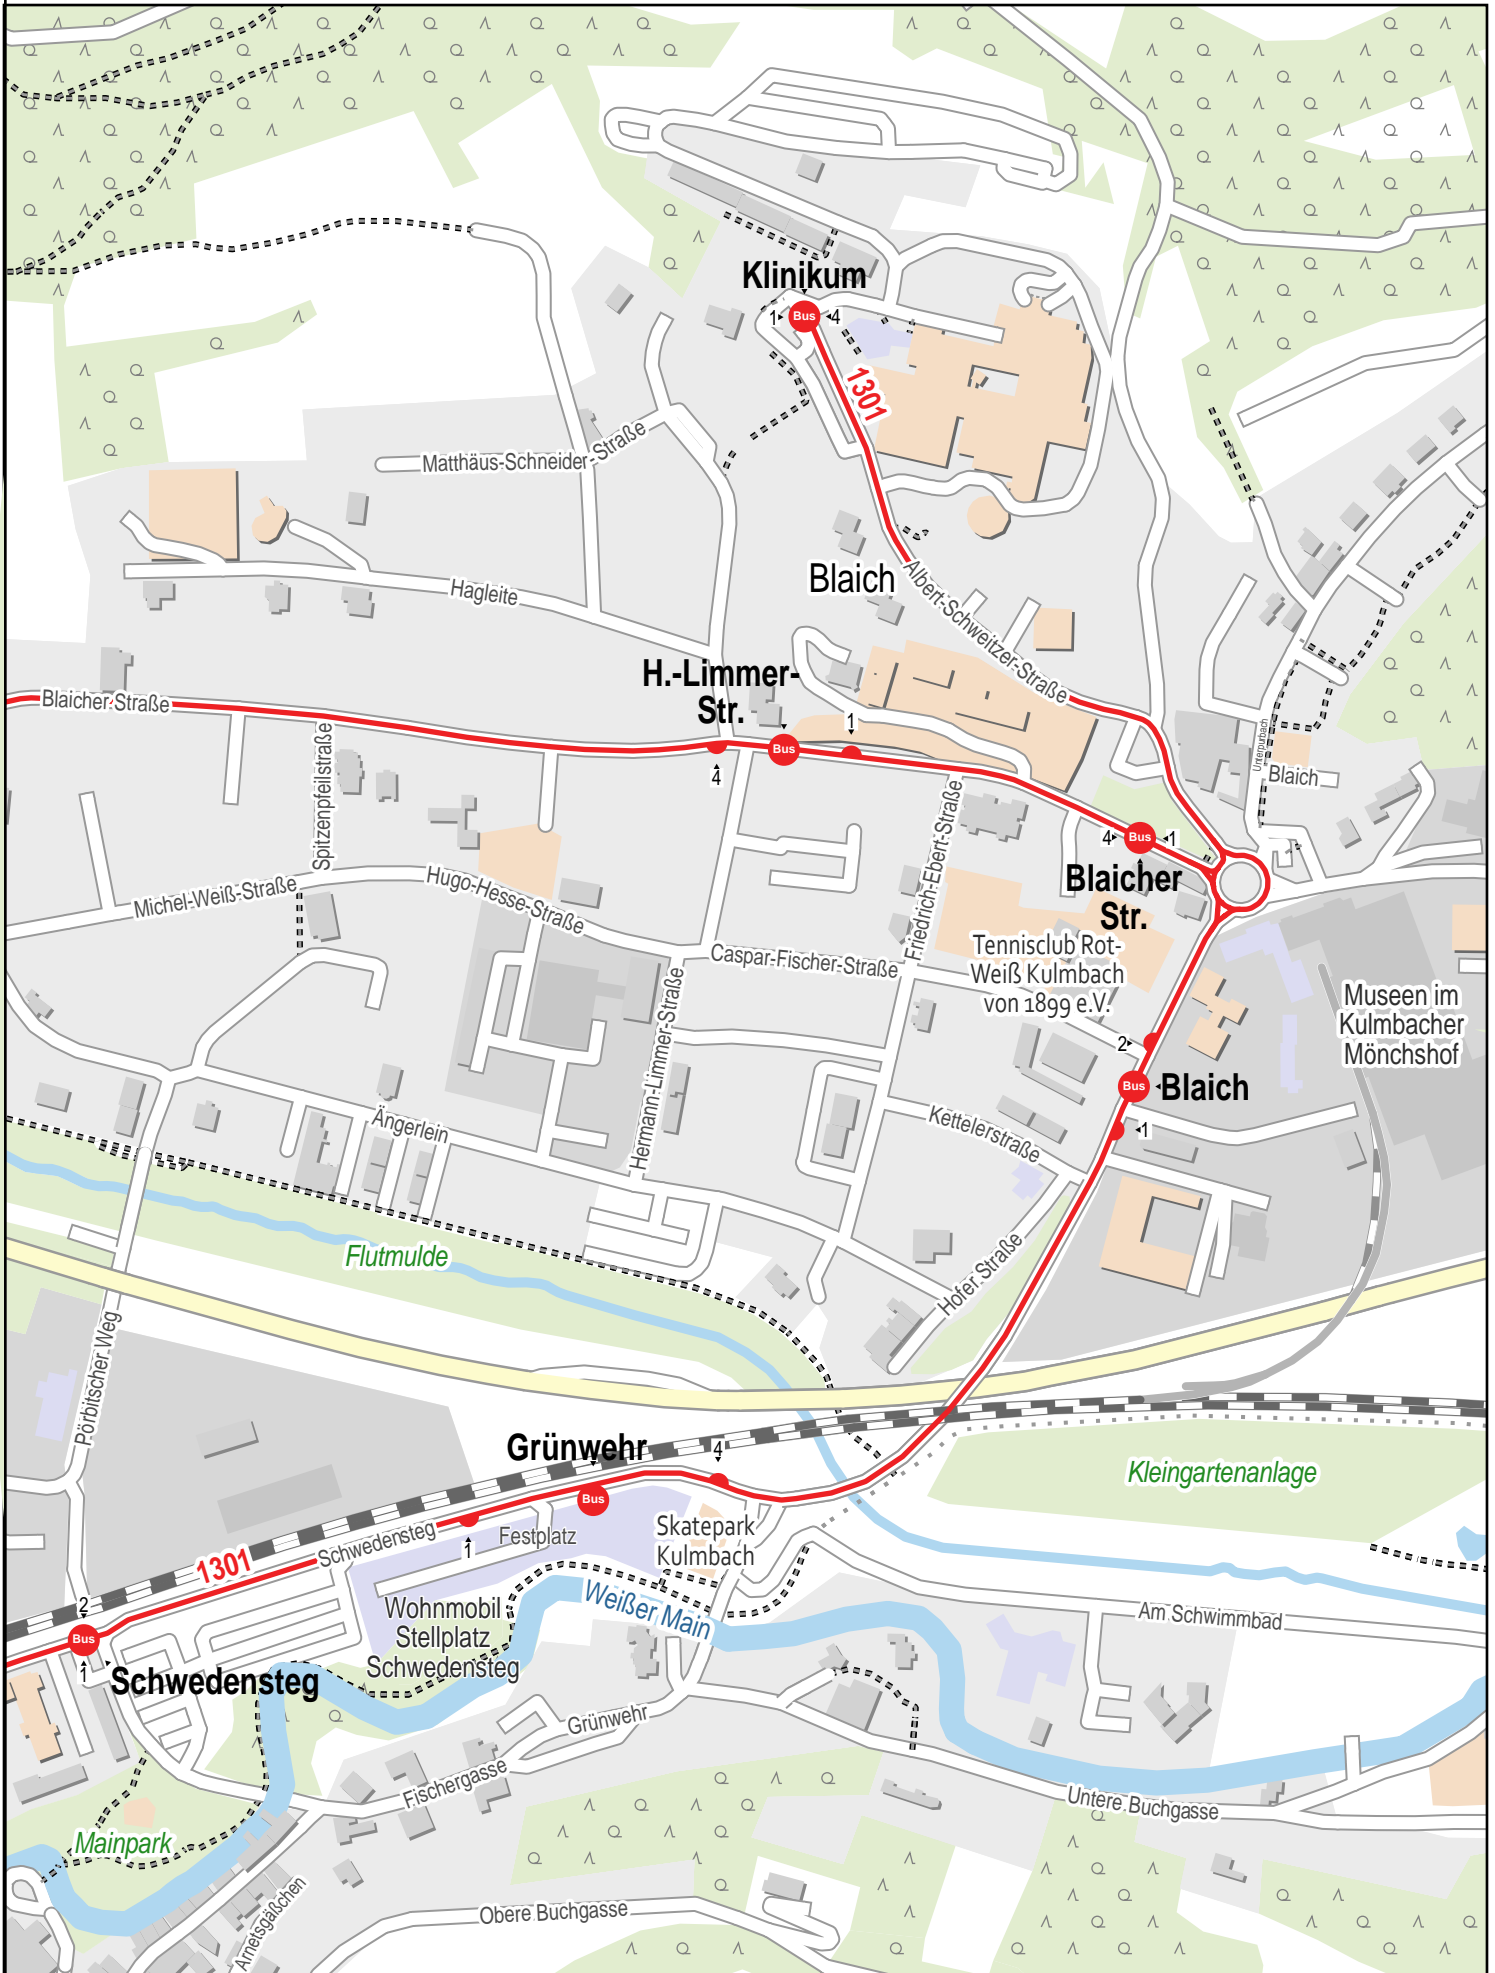 Klinikum
1
Bus
4
1301
Matthäus-Schneider-Straße
Blaich
Albert-Schweitzer-Straße
Hagleite
H.-Limmer-
Str.
Blaicher Straße
1
Bus
4
Unterpurbach
Blaich
Spitzenpfeilstraße
Friedrich-Ebert-Straße
4
Bus
1
Blaicher
Str.
Michel-Weiß-Straße
Hugo-Hesse-Straße
Caspar-Fischer-Straße
Tennisclub Rot-
Weiß Kulmbach
von 1899 e.V.
Museen im
Kulmbacher
Mönchshof
Hermann-Limmer-Straße
2
Bus
Blaich
1
Kettelerstraße
Ängerlein
Flutmulde
Hofer Straße
Pörbitscher Weg
Grünwehr
4
Bus
Kleingartenanlage
Schwedensteg
1
Festplatz
Skatepark
Kulmbach
1301
Weißer Main
Wohnmobil
Stellplatz
Schwedensteg
2
Bus
1
Schwedensteg
Am Schwimmbad
Grünwehr
Fischergasse
Untere Buchgasse
Mainpark
Obere Buchgasse
Arnetsgäßchen